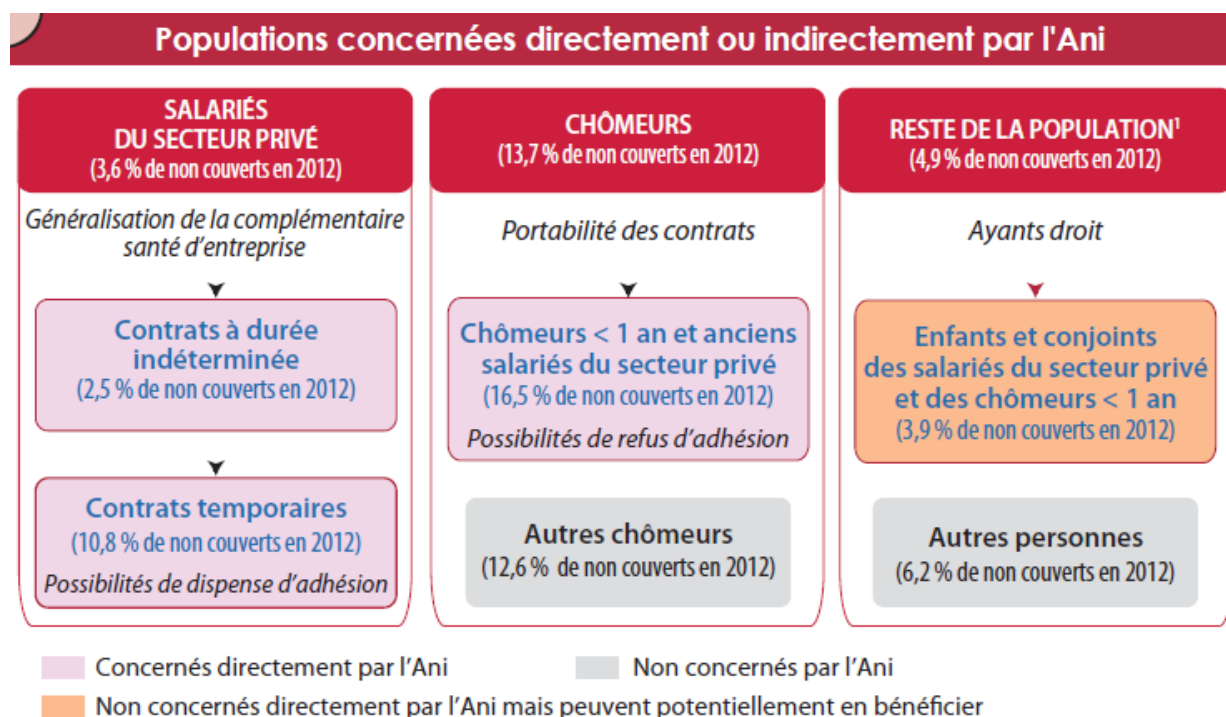 Populations concernées directement ou indirectement par l'Ani
SALARIÉS
DU SECTEUR PRIVÉ
(3,6 % de non couverts en 2012)
Généralisation de la complémentaire
santé d'entreprise
Contrats à durée
indéterminée
(2,5 % de non couverts en 2012)
Contrats temporaires
(10,8 % de non couverts en 2012)
Possibilités de dispense d'adhésion
CHÔMEURS
(13,7 % de non couverts en 2012)
Portabilité des contrats
Chômeurs < 1 an et anciens
salariés du secteur privé
(16,5 % de non couverts en 2012)
Possibilités de refus d'adhésion
Autres chômeurs
(12,6 % de non couverts en 2012)
RESTE DE LA POPULATION¹
(4,9 % de non couverts en 2012)
Ayants droit
Enfants et conjoints
des salariés du secteur privé
et des chômeurs < 1 an
(3,9 % de non couverts en 2012)
Autres personnes
(6,2 % de non couverts en 2012)
Concernés directement par l'Ani
Non concernés par l'Ani
Non concernés directement par l'Ani mais peuvent potentiellement en bénéficier